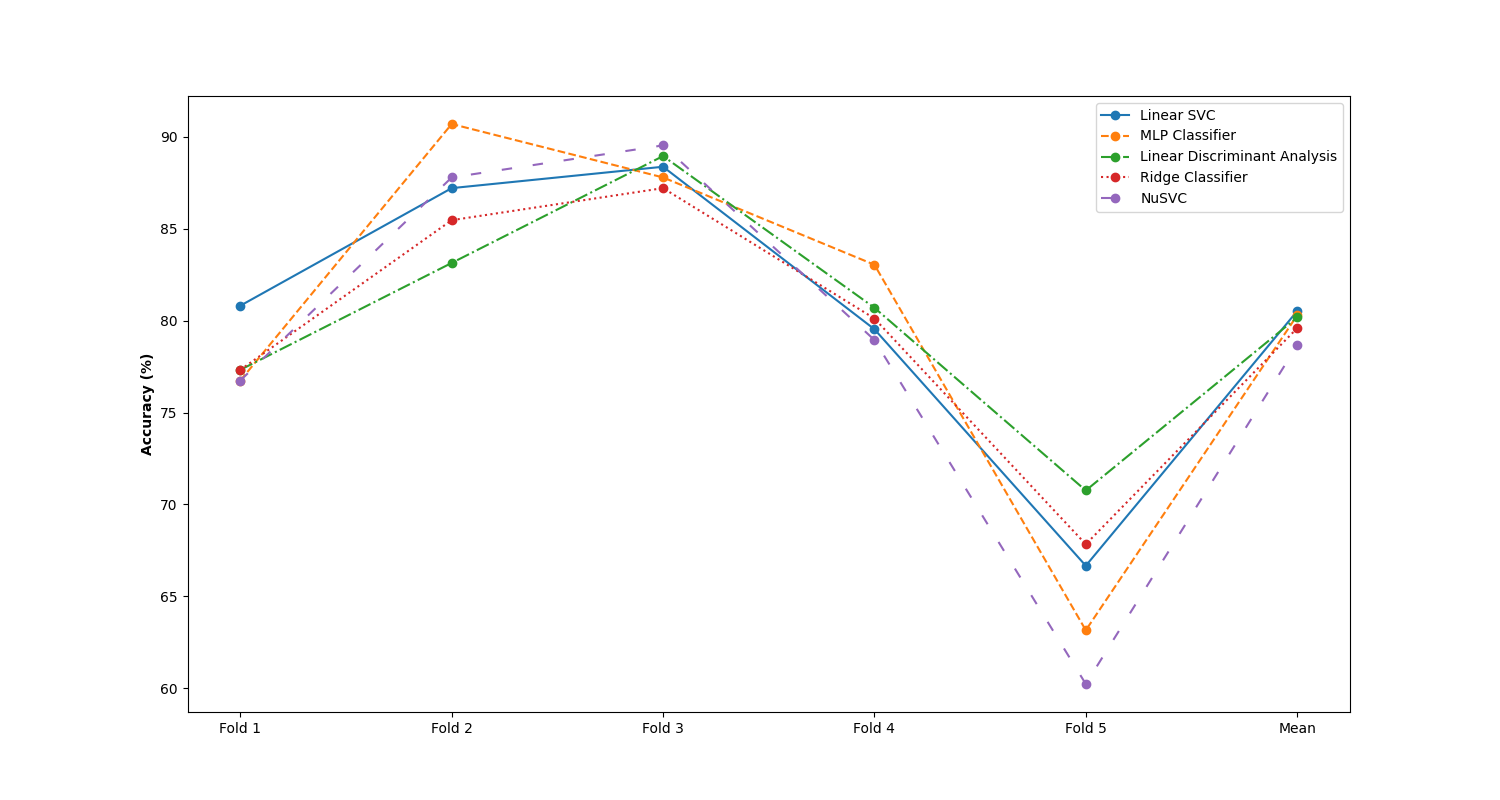 Linear SVC
MLP Classifier
Linear Discriminant Analysis
Ridge Classifier
NuSVC
Accuracy (%)
90
85
80
75
70
65
60
Fold 1 Fold 2 Fold 3 Fold 4 Fold 5 Mean